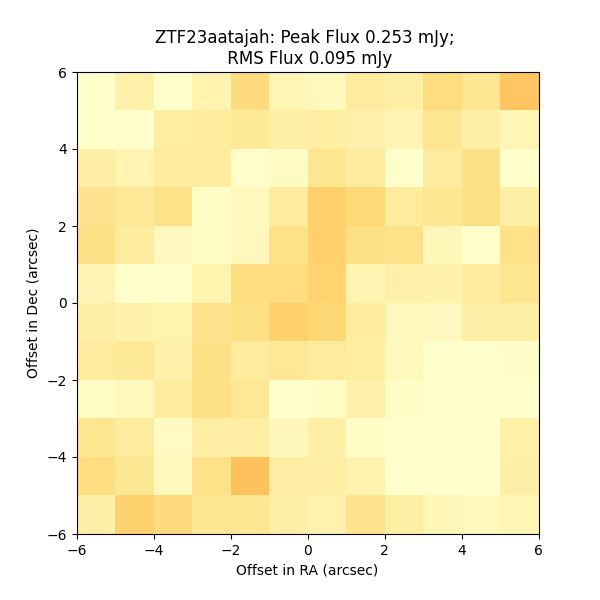 ZTF23aatajah: Peak Flux 0.253 mJy;
RMS Flux 0.095 mJy
6
4
2
0
−2
−4
−6
Offset in Dec (arcsec)
−6 −4 −2 0 2 4 6
Offset in RA (arcsec)